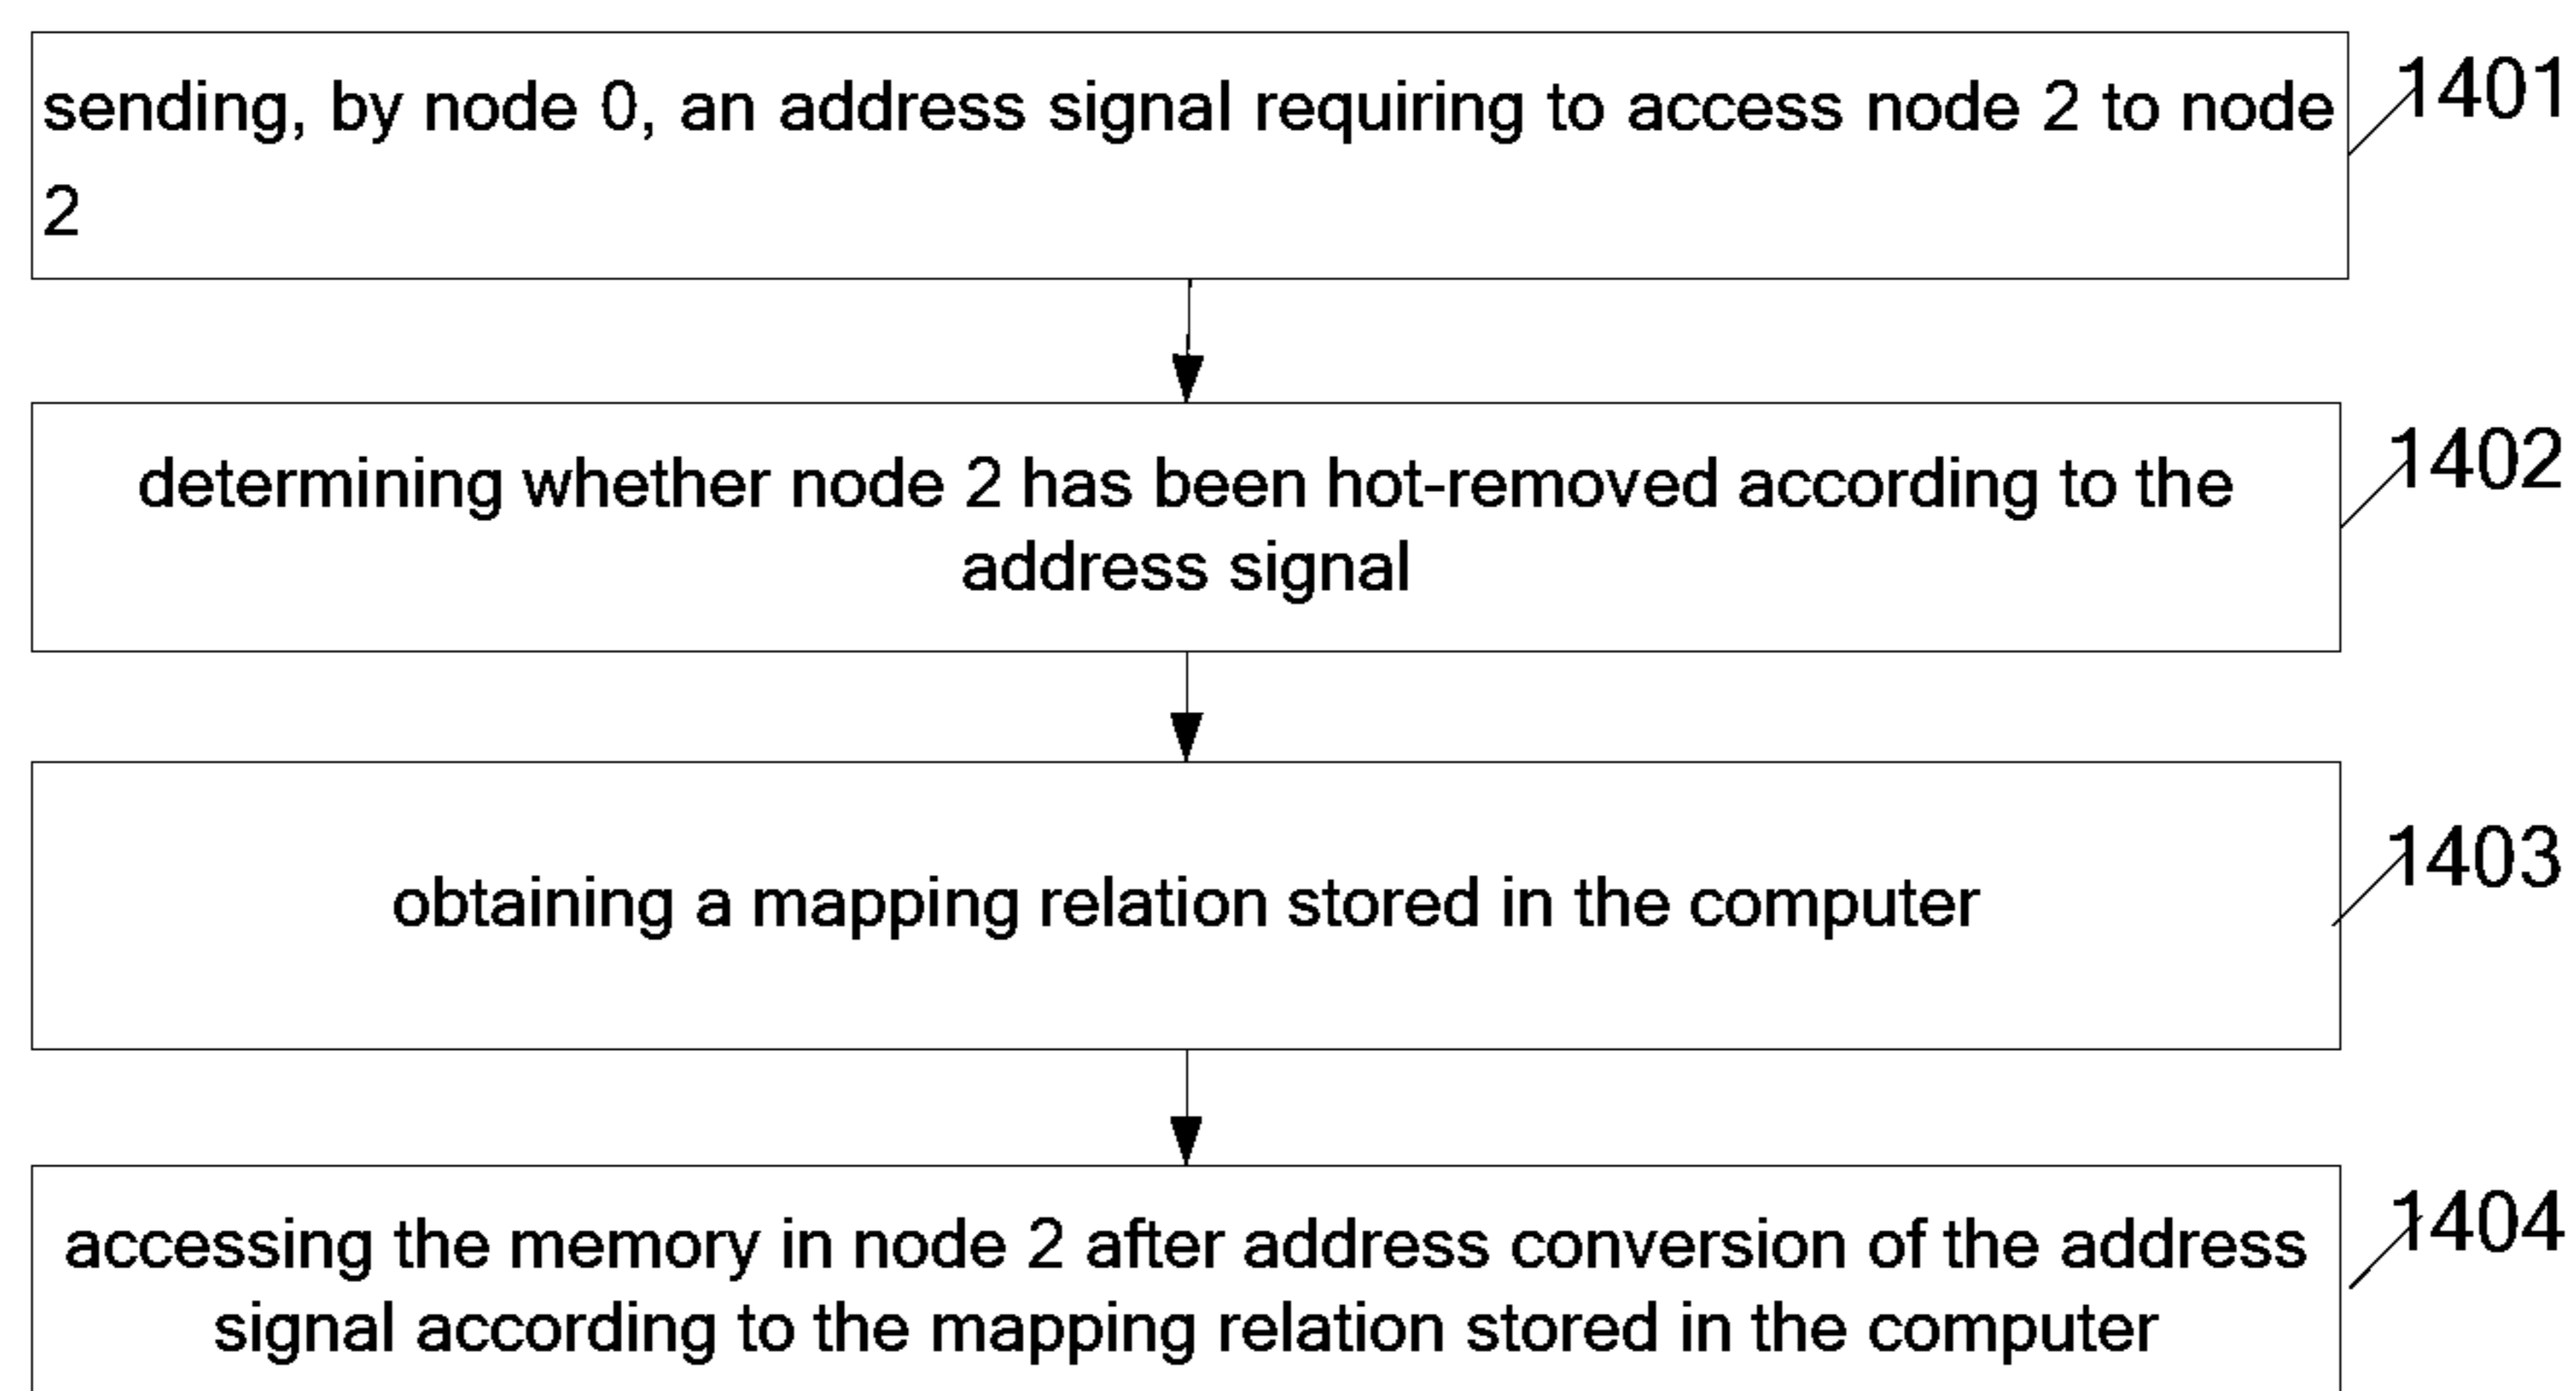 sending, by node 0, an address signal requiring to access node 2 to node
2
1401
determining whether node 2 has been hot-removed according to the
address signal
1402
obtaining a mapping relation stored in the computer
1403
accessing the memory in node 2 after address conversion of the address
signal according to the mapping relation stored in the computer
1404